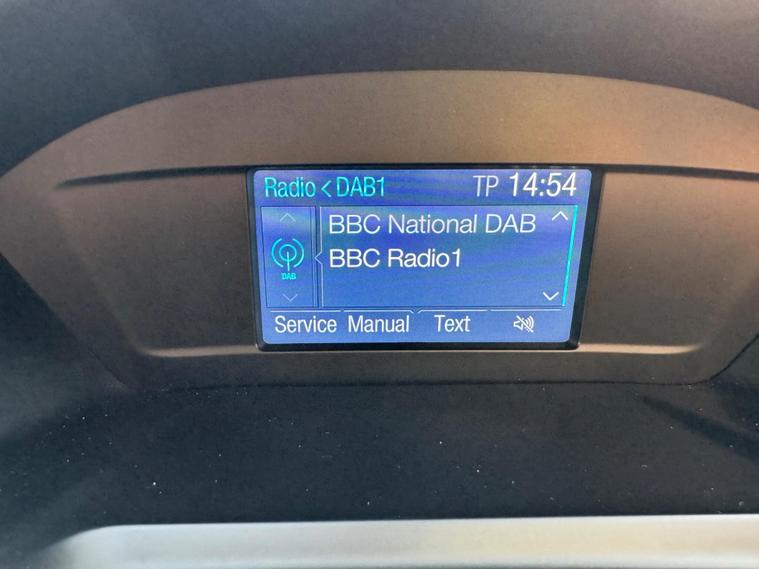 Radio < DAB1 TP 14:54
BBC National DAB
BBC Radio1
DAB
Service Manual Text